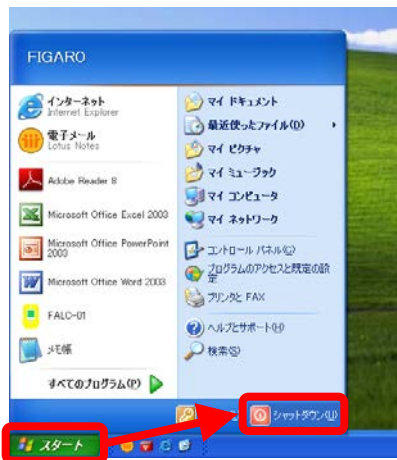 FIGARO
インターネット
Internet Explorer
電子メール
Lotus Notes
Adobe Reader 8
Microsoft Office Excel 2003
Microsoft Office PowerPoint
2003
Microsoft Office Word 2003
FALC-01
メモ帳
すべてのプログラム(P)
マイ ドキュメント
最近使ったファイル(D)
マイ ピクチャ
マイ ミュージック
マイ コンピュータ
マイ ネットワーク
コントロール パネル(C)
プログラムのアクセスと既定の設
定
プリンタと FAX
ヘルプとサポート(H)
検索(S)
シャットダウン(U)
スタート